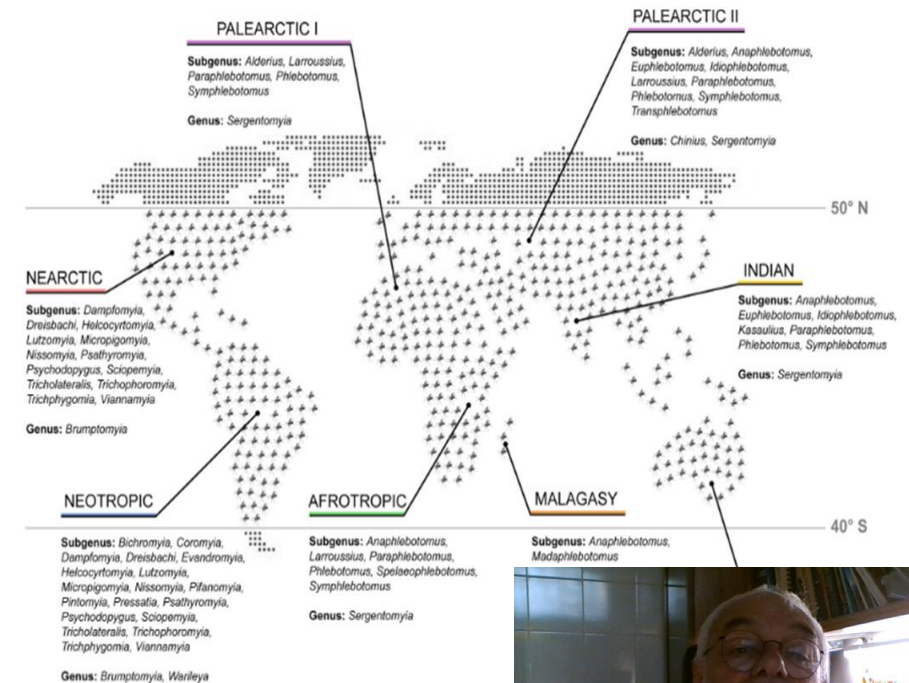 PALEARCTIC I
Subgenus: Alderius, Larroussius,
Paraphlebotomus, Phlebotomus,
Symphlebotomus
Genus: Sergentomyia
PALEARCTIC II
Subgenus: Alderius, Anaphlebotomus,
Euphlebotomus, Idiophlebotomus,
Larroussius, Paraphlebotomus,
Phlebotomus, Symphlebotomus,
Transphlebotomus
Genus: Chinius, Sergentomyia
50° N
NEARCTIC
Subgenus: Dampfomyia,
Dreisbachi, Helcocyrtomyia,
Lutzomyia, Micropigomyia,
Nissomyia, Psathyromyia,
Psychodopygus, Sciopemyia,
Tricholateralis, Trichophoromyia,
Trichphygomia, Viannamyia
Genus: Brumptomyia
INDIAN
Subgenus: Anaphlebotomus,
Euphlebotomus, Idiophlebotomus,
Kasaulius, Paraphlebotomus,
Phlebotomus, Symphlebotomus
Genus: Sergentomyia
NEOTROPIC
Subgenus: Bichromyia, Coromyia,
Dampfomyia, Dreisbachi, Evandromyia,
Helcocyrtomyia, Lutzomyia,
Micropigomyia, Nissomyia, Pifanomyia,
Pintomyia, Pressatia, Psathyromyia,
Psychodopygus, Sciopemyia,
Tricholateralis, Trichophoromyia,
Trichphygomia, Viannamyia
Genus: Brumptomyia, Warileya
AFROTROPIC
Subgenus: Anaphlebotomus,
Larroussius, Paraphlebotomus,
Phlebotomus, Spelaeophlebotomus,
Symphlebotomus
Genus: Sergentomyia
MALAGASY
Subgenus: Anaphlebotomus,
Madaphlebotomus
40° S